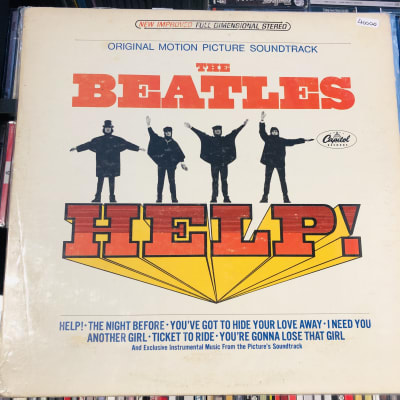 NEW IMPROVED FULL DIMENSIONAL STEREO
ORIGINAL MOTION PICTURE SOUNDTRACK
THE
BEATLES
Capitol
RECORDS
HELP!
HELP! · THE NIGHT BEFORE · YOU'VE GOT TO HIDE YOUR LOVE AWAY · I NEED YOU
ANOTHER GIRL · TICKET TO RIDE · YOU'RE GONNA LOSE THAT GIRL
And Exclusive Instrumental Music From the Picture's Soundtrack